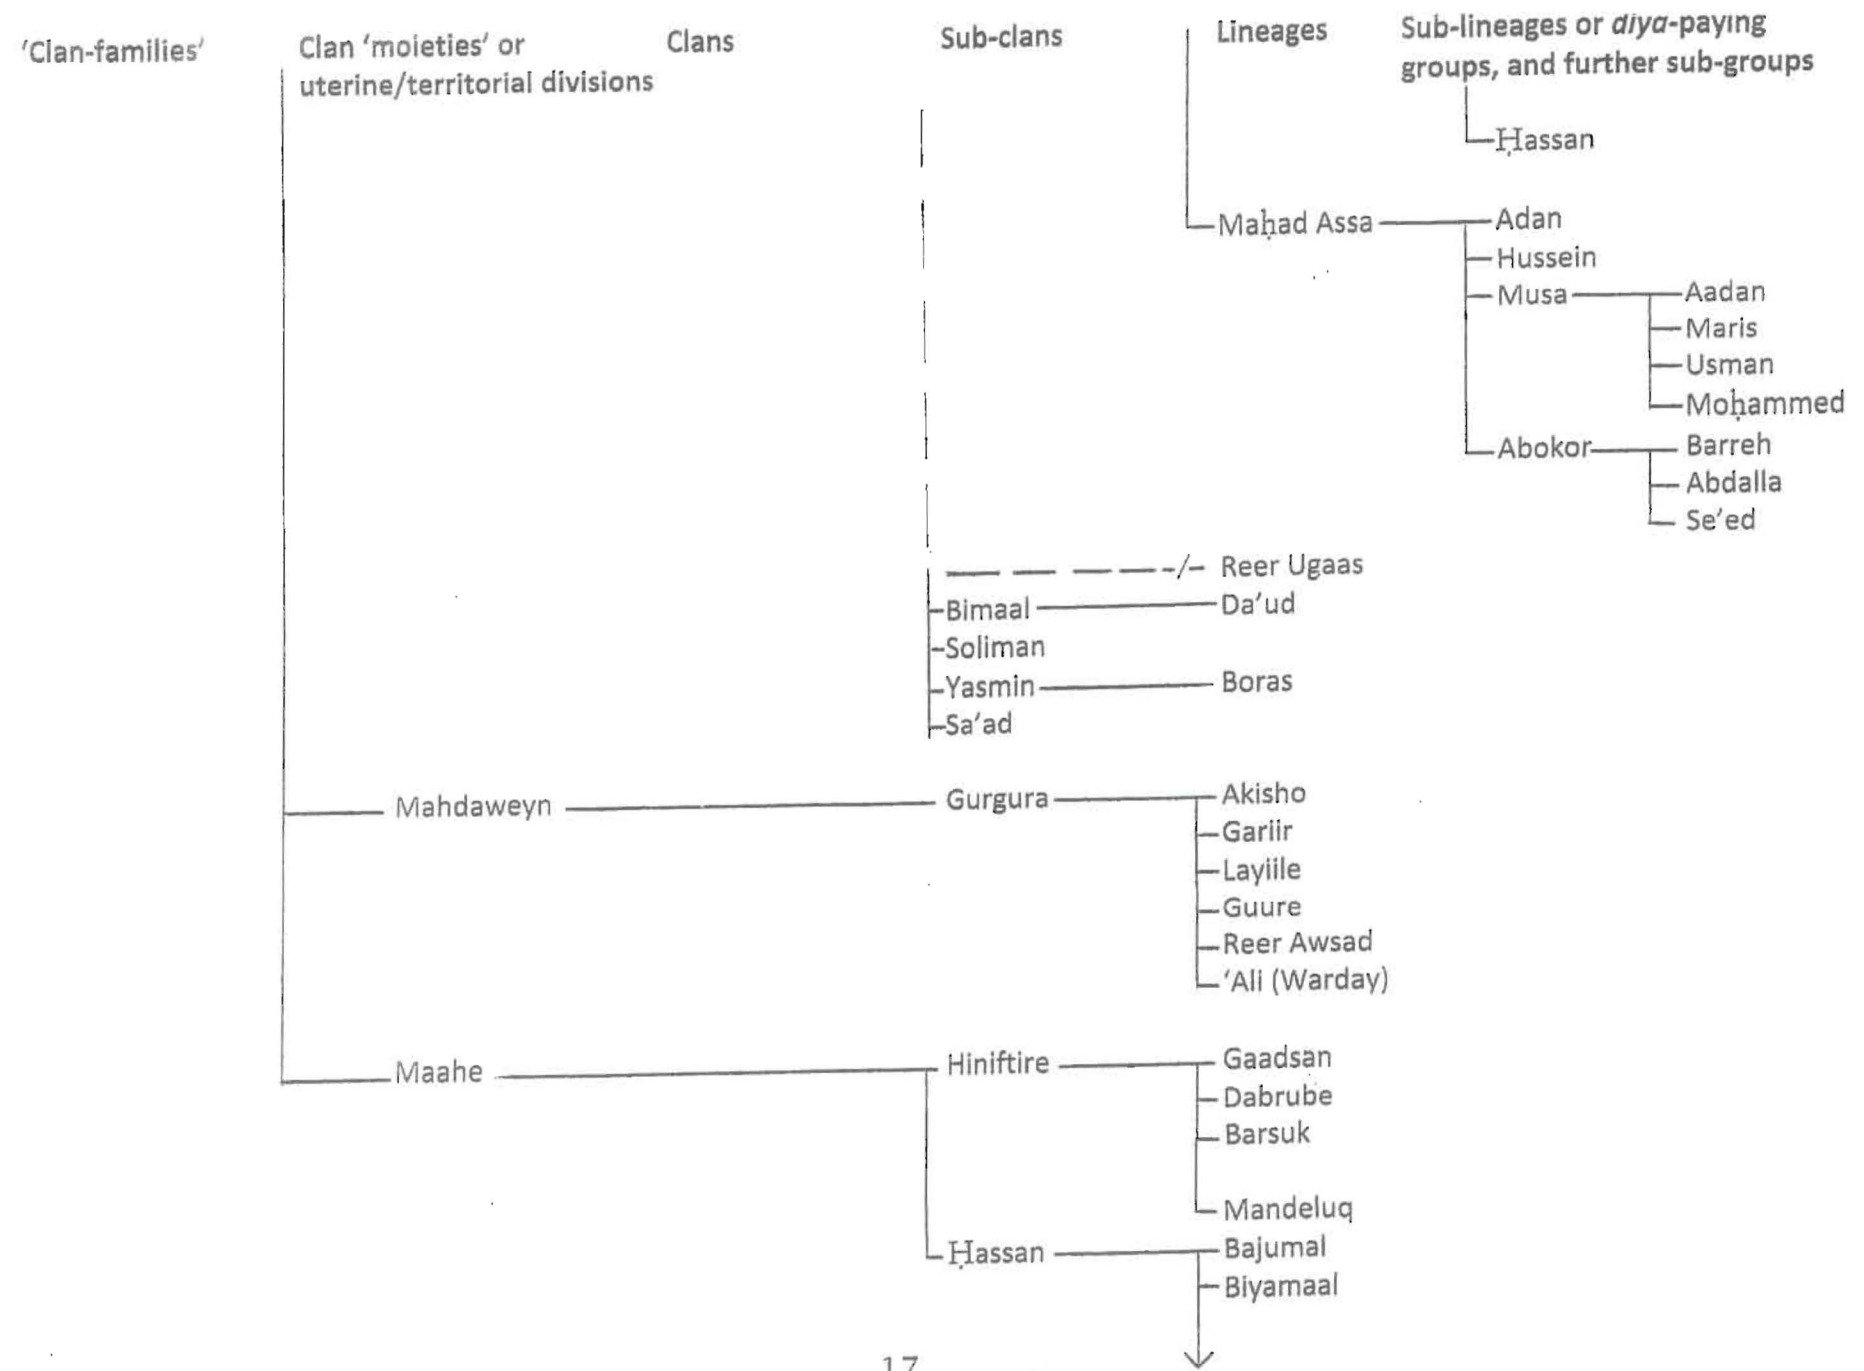 'Clan-families'
Clan 'moieties' or
uterine/territorial divisions
Clans
Sub-clans
Lineages
Sub-lineages or diya-paying
groups, and further sub-groups
Ḥassan
Maḥad Assa
Adan
Hussein
Musa
Aadan
Maris
Usman
Moḥammed
Abokor
Barreh
Abdalla
Se'ed
Reer Ugaas
Bimaal
Da'ud
Soliman
Yasmin
Boras
Sa'ad
Mahdaweyn
Gurgura
Akisho
Gariir
Layiile
Guure
Reer Awsad
'Ali (Warday)
Maahe
Hiniftire
Gaadsan
Dabrube
Barsuk
Mandeluq
Ḥassan
Bajumal
Biyamaal
17